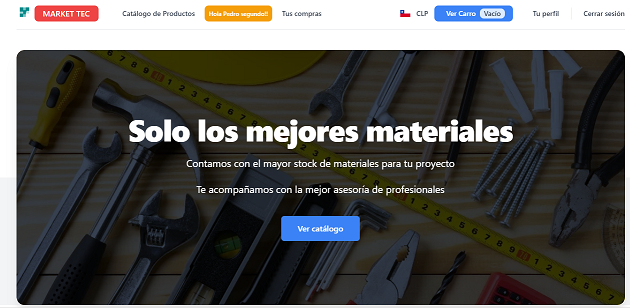 MARKET TEC
Catálogo de Productos
Hola Pedro segundo!!
Tus compras
CLP
Ver Carro Vacío
Tu perfil
Cerrar sesión
Solo los mejores materiales
Contamos con el mayor stock de materiales para tu proyecto
Te acompañamos con la mejor asesoría de profesionales
Ver catálogo